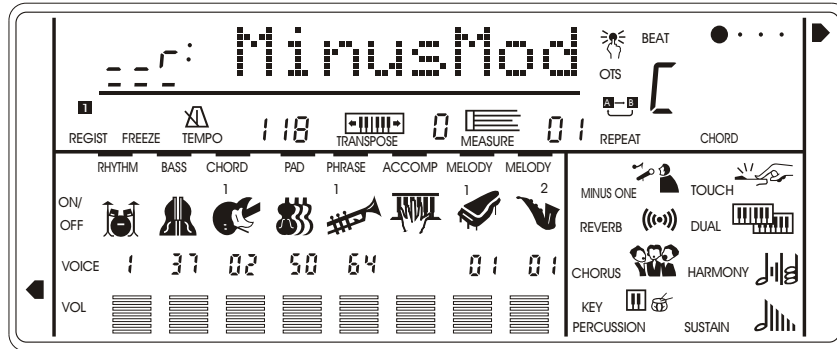 __r: MinusMod
BEAT
OTS
C
1
A B
REGIST FREEZE TEMPO 118 TRANSPOSE 0 MEASURE 01 REPEAT CHORD
RHYTHM BASS CHORD PAD PHRASE ACCOMP MELODY MELODY
1 1 1 2
ON/
OFF
VOICE 1 37 02 50 64 01 01
VOL
MINUS ONE TOUCH
REVERB DUAL
CHORUS HARMONY
KEY
PERCUSSION SUSTAIN